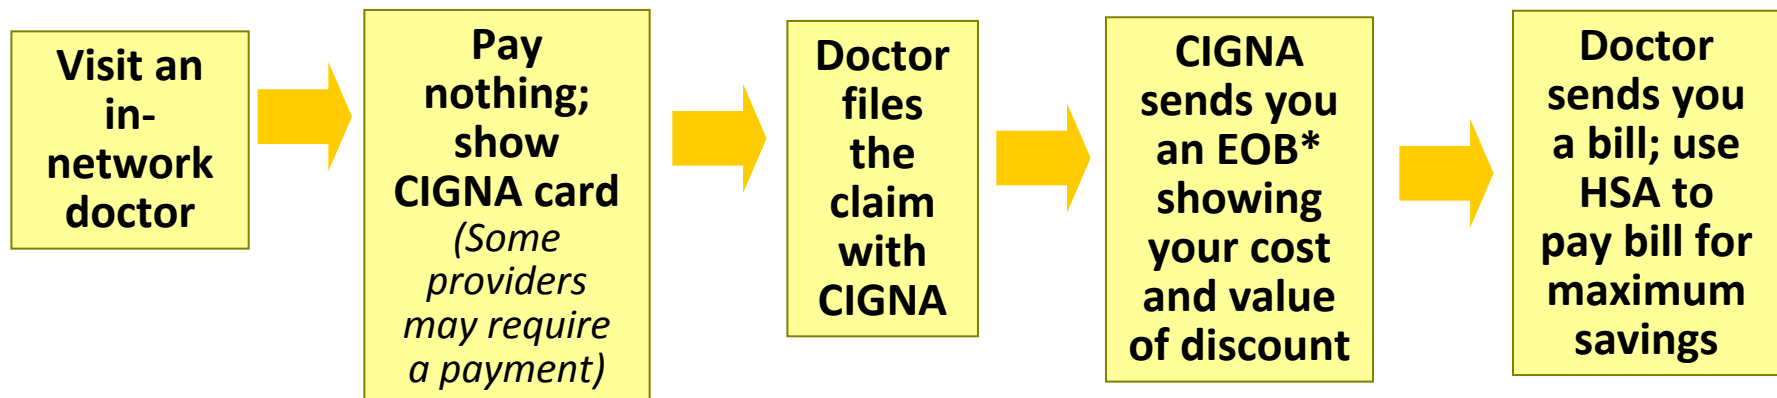 Visit an
in-
network
doctor
Pay
nothing;
show
CIGNA card
(Some
providers
may require
a payment)
Doctor
files
the
claim
with
CIGNA
CIGNA
sends you
an EOB*
showing
your cost
and value
of discount
Doctor
sends you
a bill; use
HSA to
pay bill for
maximum
savings